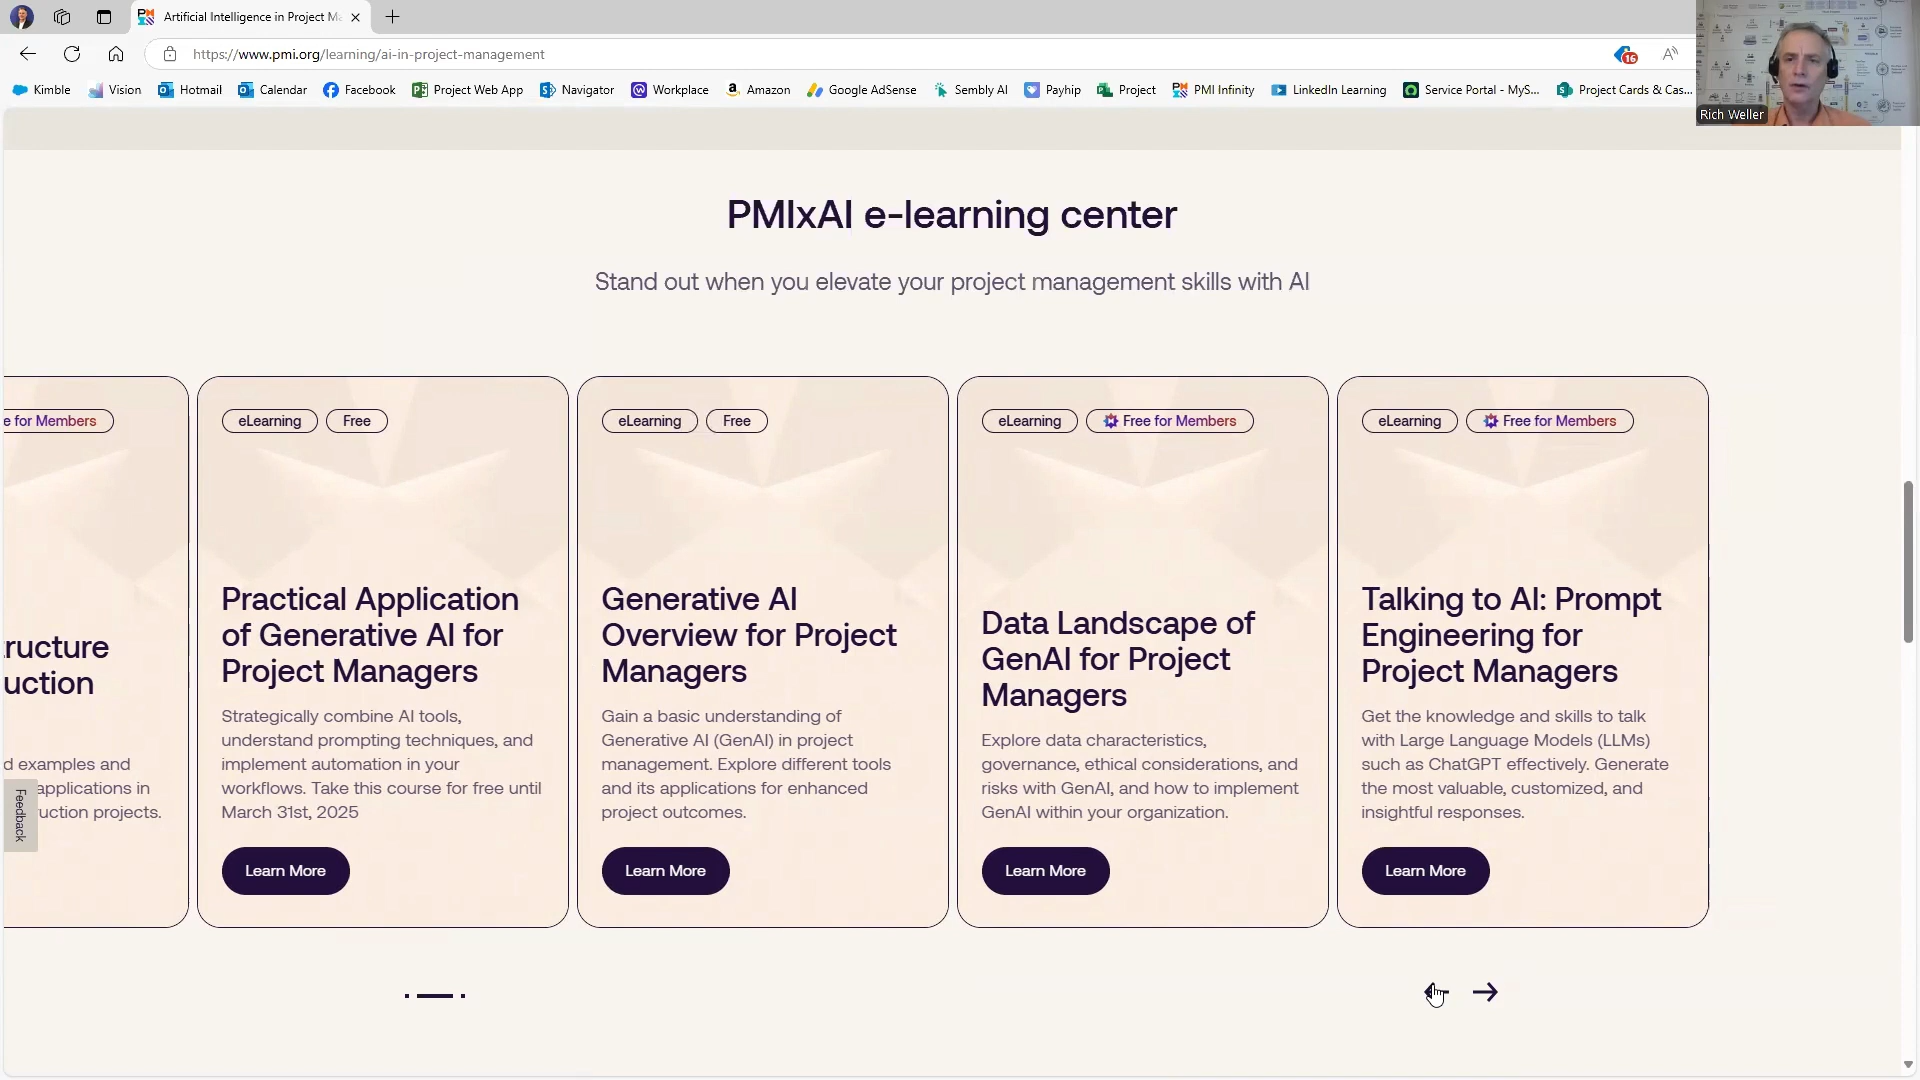 Artificial Intelligence in Project Ma
https://www.pmi.org/learning/ai-in-project-management
16
Kimble
Vision
Hotmail
Calendar
Facebook
Project Web App
Navigator
Workplace
Amazon
Google AdSense
Sembly AI
Payhip
Project
PMI Infinity
LinkedIn Learning
Service Portal - MyS...
Project Cards & Cas...
Rich Weller
PMIxAI e-learning center
Stand out when you elevate your project management skills with AI
e for Members
ructure
uction
d examples and
applications in
uction projects.
eLearning
Free
Practical Application
of Generative AI for
Project Managers
Strategically combine AI tools,
understand prompting techniques, and
implement automation in your
workflows. Take this course for free until
March 31st, 2025
Learn More
eLearning
Free
Generative AI
Overview for Project
Managers
Gain a basic understanding of
Generative AI (GenAI) in project
management. Explore different tools
and its applications for enhanced
project outcomes.
Learn More
eLearning
Free for Members
Data Landscape of
GenAI for Project
Managers
Explore data characteristics,
governance, ethical considerations, and
risks with GenAI, and how to implement
GenAI within your organization.
Learn More
eLearning
Free for Members
Talking to AI: Prompt
Engineering for
Project Managers
Get the knowledge and skills to talk
with Large Language Models (LLMs)
such as ChatGPT effectively. Generate
the most valuable, customized, and
insightful responses.
Learn More
Feedback